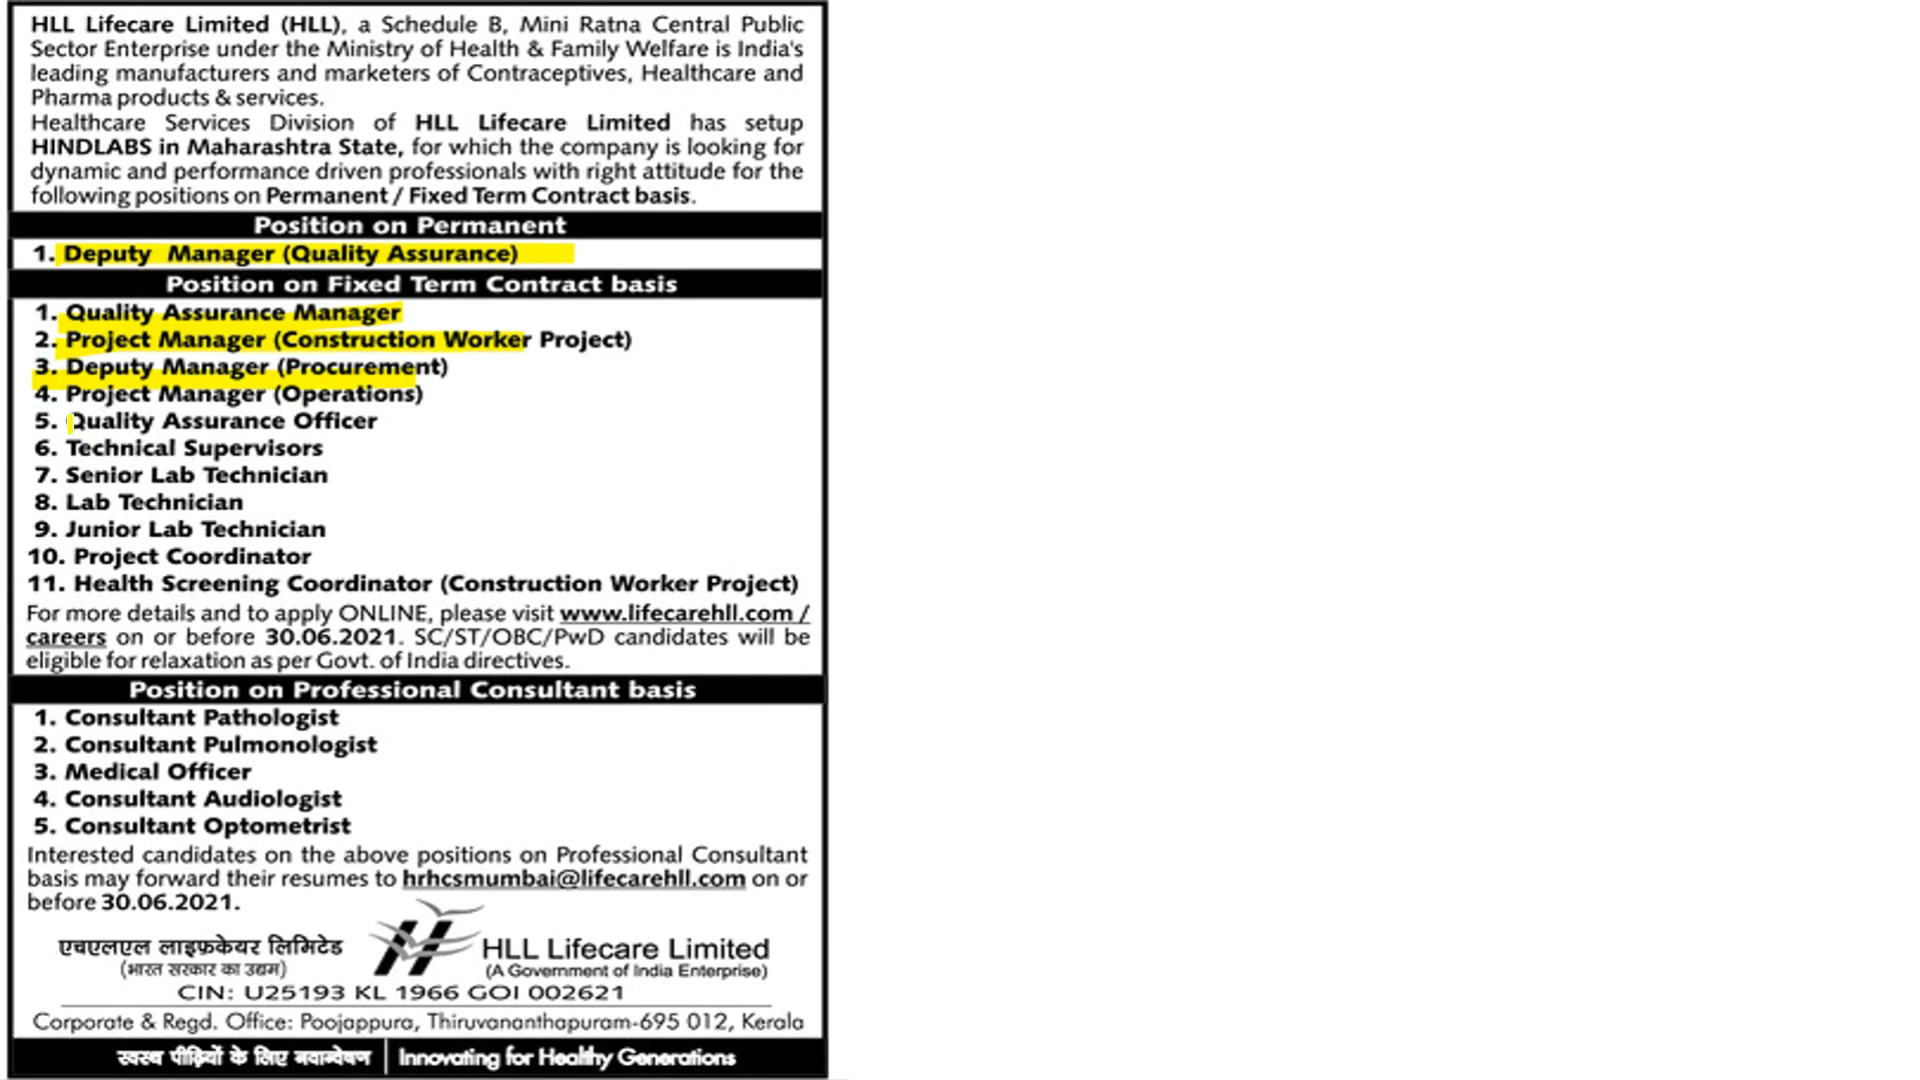 HLL Lifecare Limited (HLL), a Schedule B, Mini Ratna Central Public
Sector Enterprise under the Ministry of Health & Family Welfare is India's
leading manufacturers and marketers of Contraceptives, Healthcare and
Pharma products & services.
Healthcare Services Division of HLL Lifecare Limited has setup
HINDLABS in Maharashtra State, for which the company is looking for
dynamic and performance driven professionals with right attitude for the
following positions on Permanent / Fixed Term Contract basis.
Position on Permanent
1. Deputy Manager (Quality Assurance)
Position on Fixed Term Contract basis
1. Quality Assurance Manager
2. Project Manager (Construction Worker Project)
3. Deputy Manager (Procurement)
4. Project Manager (Operations)
5. Quality Assurance Officer
6. Technical Supervisors
7. Senior Lab Technician
8. Lab Technician
9. Junior Lab Technician
10. Project Coordinator
11. Health Screening Coordinator (Construction Worker Project)
For more details and to apply ONLINE, please visit www.lifecarehll.com /
careers on or before 30.06.2021. SC/ST/OBC/PwD candidates will be
eligible for relaxation as per Govt. of India directives.
Position on Professional Consultant basis
1. Consultant Pathologist
2. Consultant Pulmonologist
3. Medical Officer
4. Consultant Audiologist
5. Consultant Optometrist
Interested candidates on the above positions on Professional Consultant
basis may forward their resumes to hrhcsmumbai@lifecarehll.com on or
before 30.06.2021.
एचएलएल लाइफ़केयर लिमिटेड
(भारत सरकार का उद्यम)
HLL Lifecare Limited
(A Government of India Enterprise)
CIN: U25193 KL 1966 GOI 002621
Corporate & Regd. Office: Poojappura, Thiruvananthapuram-695 012, Kerala
स्वस्थ पीढ़ियों के लिए नवान्वेषण | Innovating for Healthy Generations